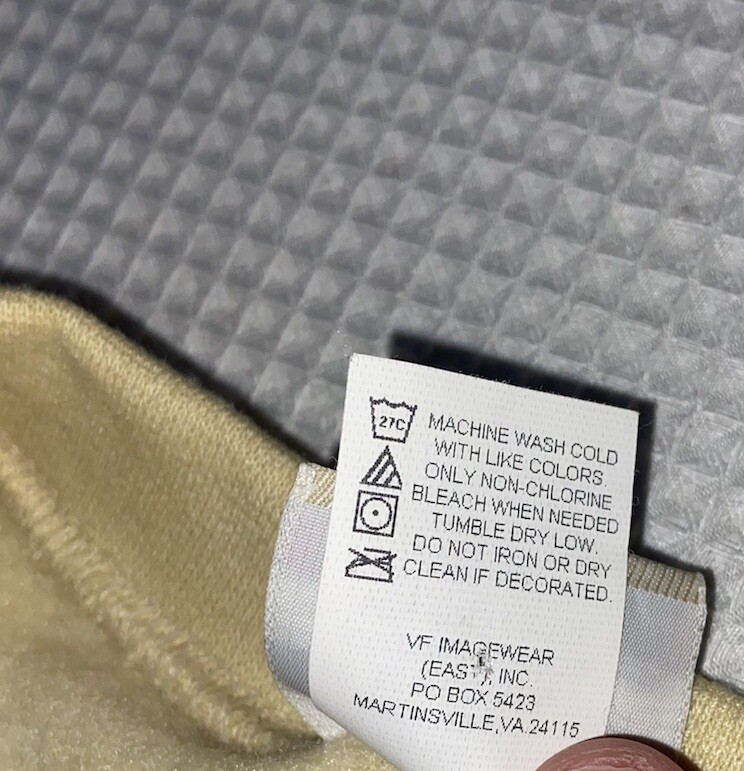 27C
MACHINE WASH COLD
WITH LIKE COLORS.
ONLY NON-CHLORINE
BLEACH WHEN NEEDED
TUMBLE DRY LOW.
DO NOT IRON OR DRY
CLEAN IF DECORATED.
VF IMAGEWEAR
(EAST), INC.
PO BOX 5423
MARTINSVILLE,VA.24115